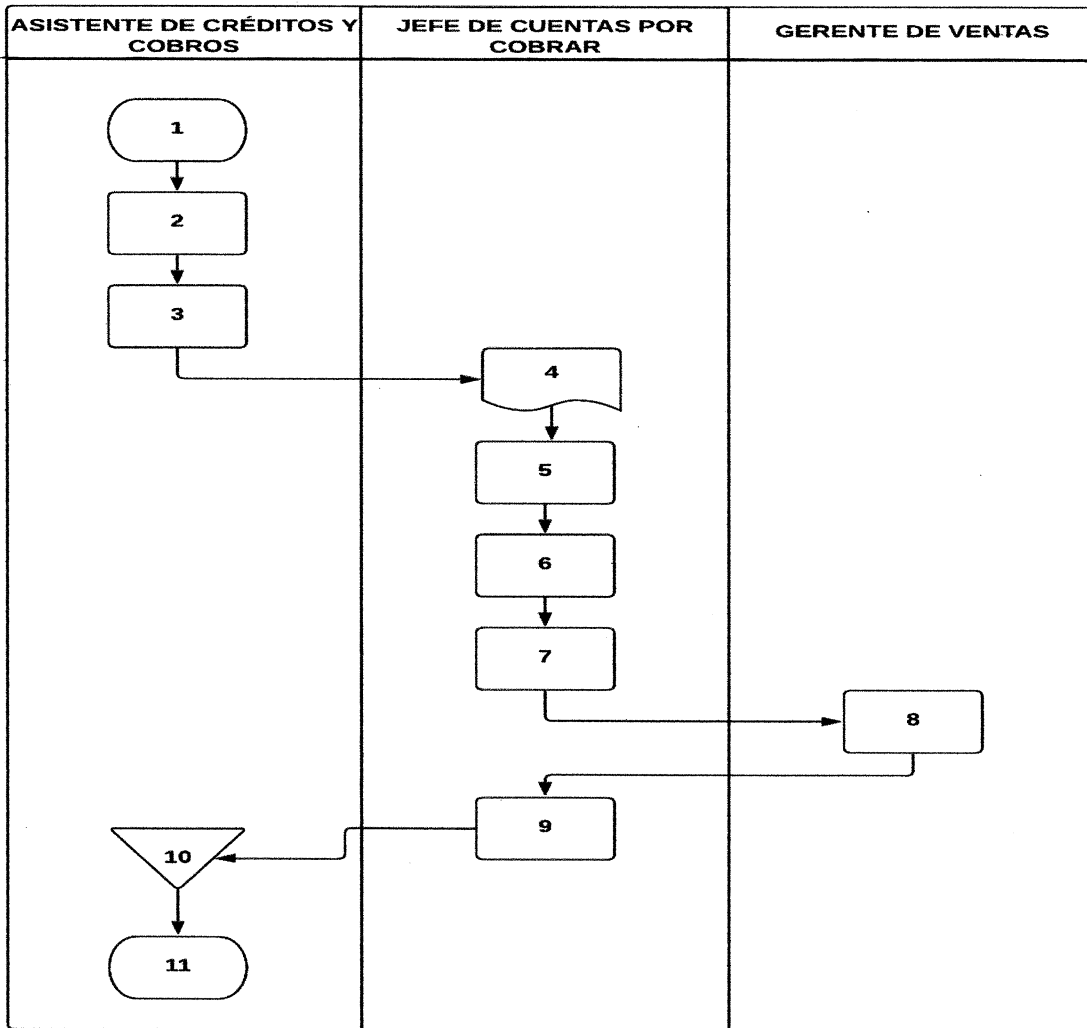 ASISTENTE DE CRÉDITOS Y
COBROS
JEFE DE CUENTAS POR
COBRAR
GERENTE DE VENTAS
1
2
3
4
5
6
7
8
9
10
11